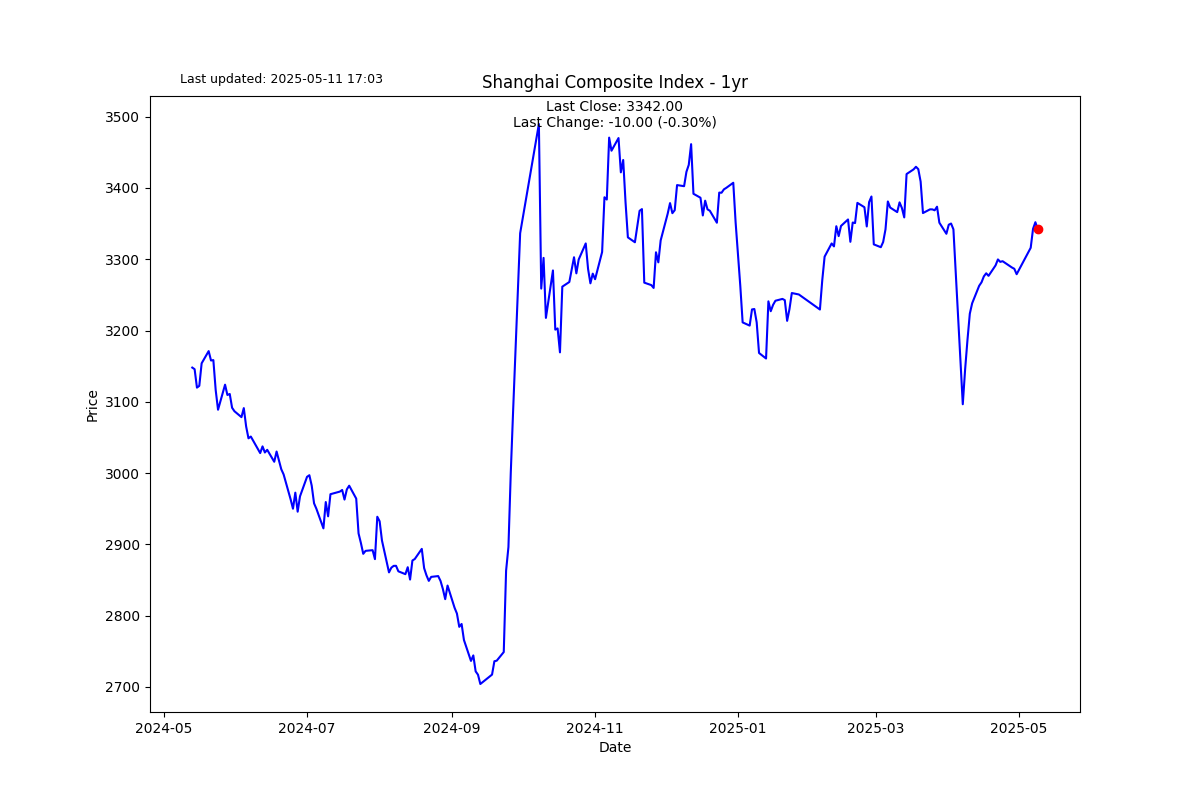 Last updated: 2025-05-11 17:03
Shanghai Composite Index - 1yr
Last Close: 3342.00
Last Change: -10.00 (-0.30%)
Price
3500
3400
3300
3200
3100
3000
2900
2800
2700
2024-05
2024-07
2024-09
2024-11
2025-01
2025-03
2025-05
Date